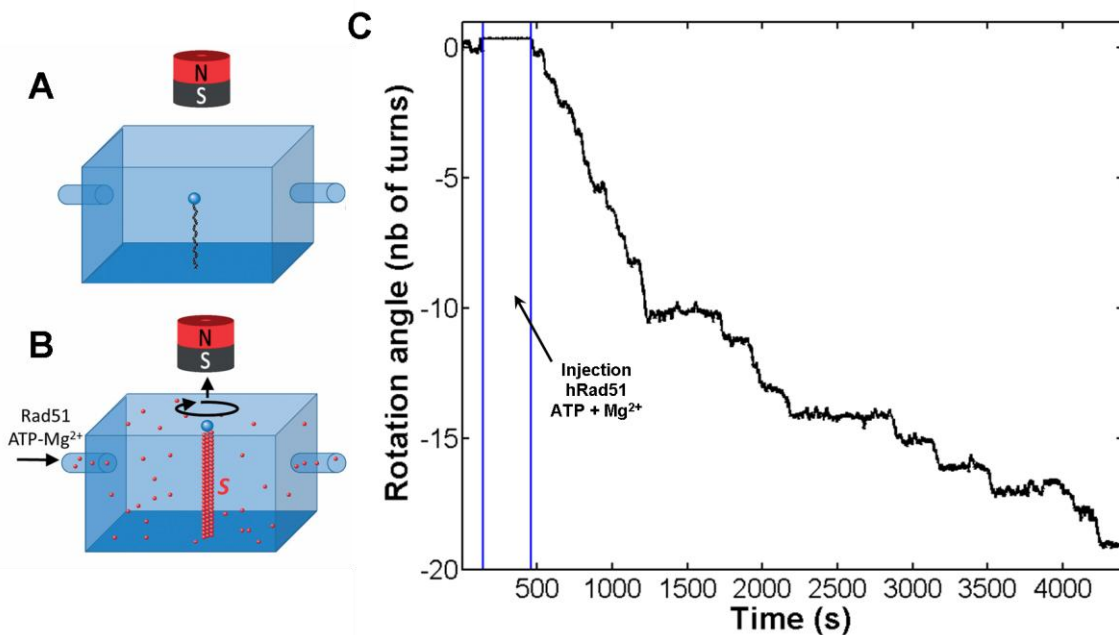 A
N
S
B
N
S
Rad51
ATP-Mg²⁺
S
C
Rotation angle (nb of turns)
0
-5
-10
-15
-20
Injection
hRad51
ATP + Mg²⁺
500 1000 1500 2000 2500 3000 3500 4000
Time (s)